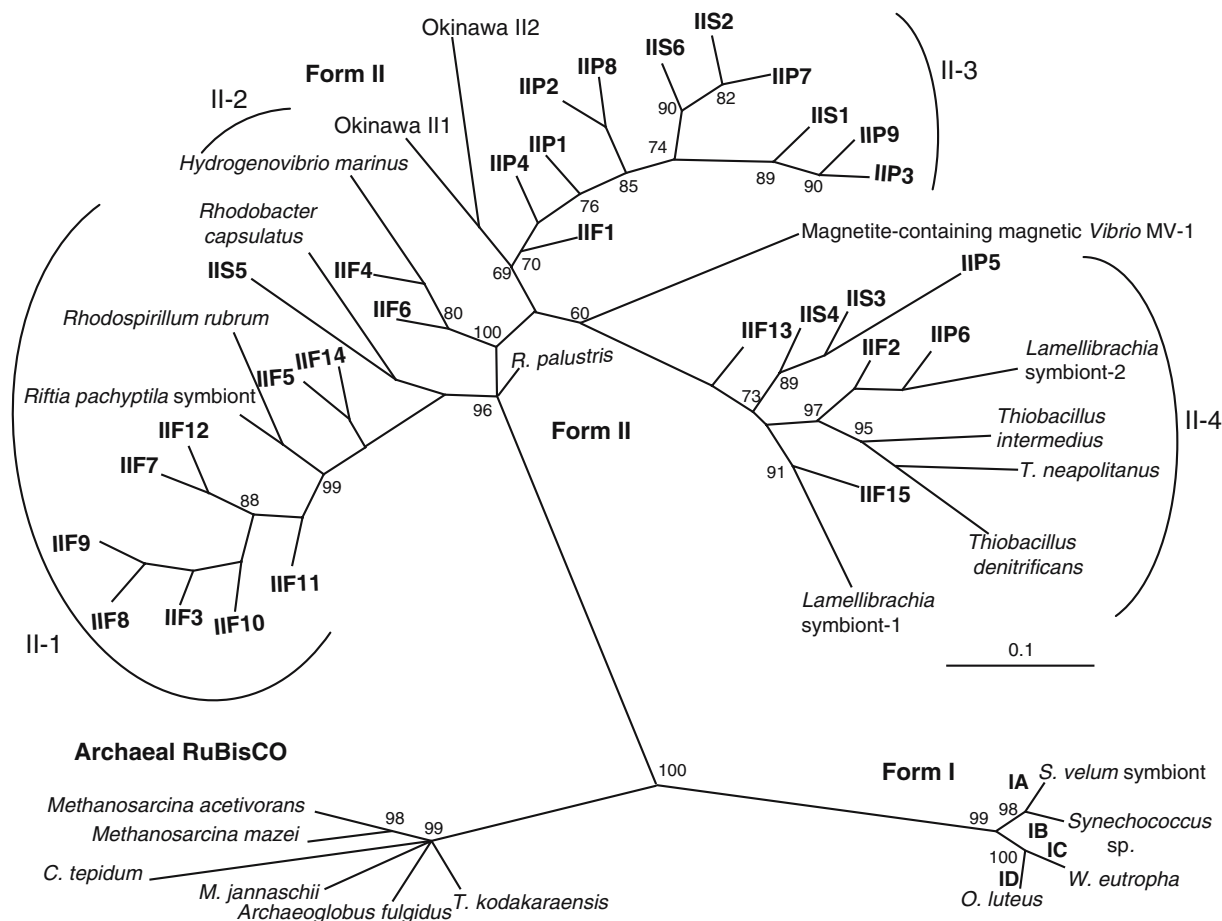 Okinawa II2
IIS2
IIS6
II-3
Form II
IIP8
IIP7
II-2
IIP2
90
82
Okinawa II1
IIS1
IIP1
IIP9
Hydrogenovibrio marinus
IIP4
74
IIP3
85
89
90
76
Rhodobacter
capsulatus
IIF1
Magnetite-containing magnetic Vibrio MV-1
70
69
IIS5
IIF4
IIP5
IIF6
80
60
IIS3
IIS4
Rhodospirillum rubrum
100
IIF13
IIF2
IIP6
IIF14
IIF5
R. palustris
Lamellibrachia
symbiont-2
Riftia pachyptila symbiont
89
73
97
96
II-4
Form II
95
Thiobacillus
intermedius
IIF12
IIF7
99
91
T. neapolitanus
88
IIF15
IIF9
Thiobacillus
denitrificans
IIF11
IIF8
IIF3
IIF10
Lamellibrachia
symbiont-1
II-1
0.1
Archaeal RuBisCO
100
Form I
S. velum symbiont
IA
Methanosarcina acetivorans
98
99
98
99
Synechococcus
sp.
Methanosarcina mazei
IB
IC
100
C. tepidum
ID
W. eutropha
M. jannaschii
T. kodakaraensis
O. luteus
Archaeoglobus fulgidus